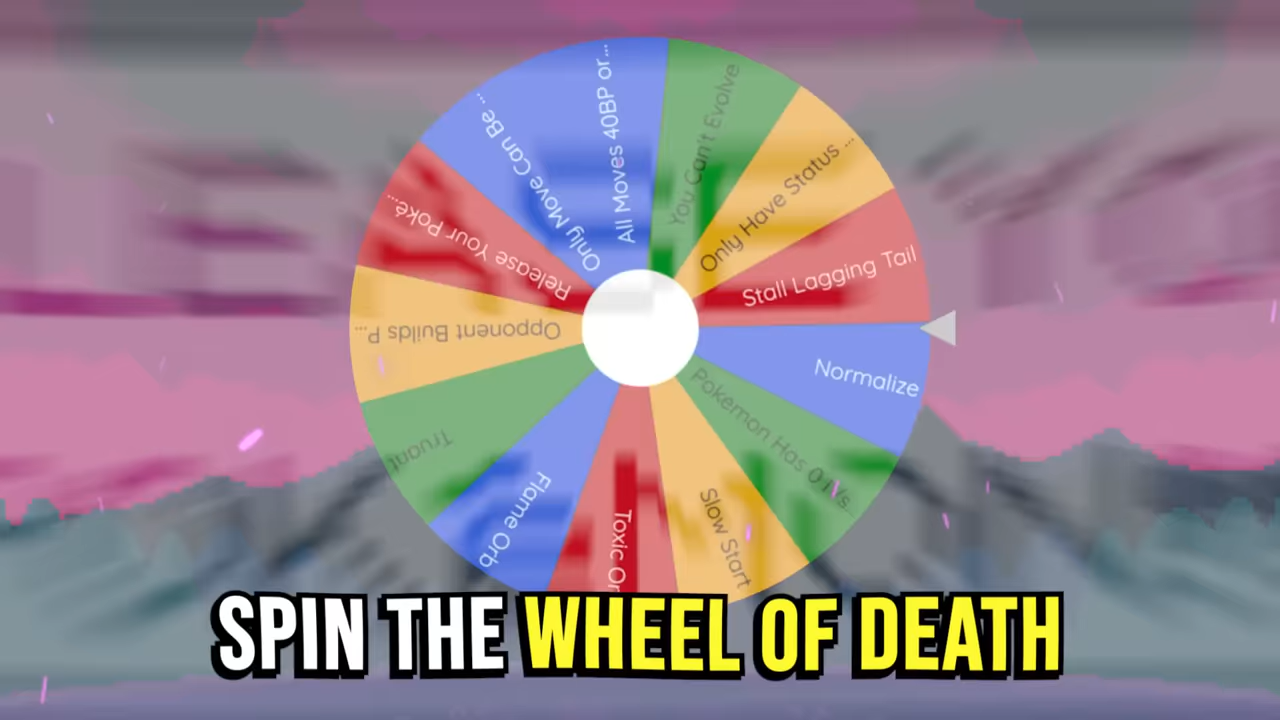 All Moves 40BP or...
You Can't Evolve
Only Have Status ...
Stall Lagging Tail
Normalize
Pokemon Has 0 IVs
Slow Start
Toxic Or
Flame Orb
Truant
Opponent Builds P...
Release Your Poké...
Only Move Can Be ...
SPIN THE WHEEL OF DEATH